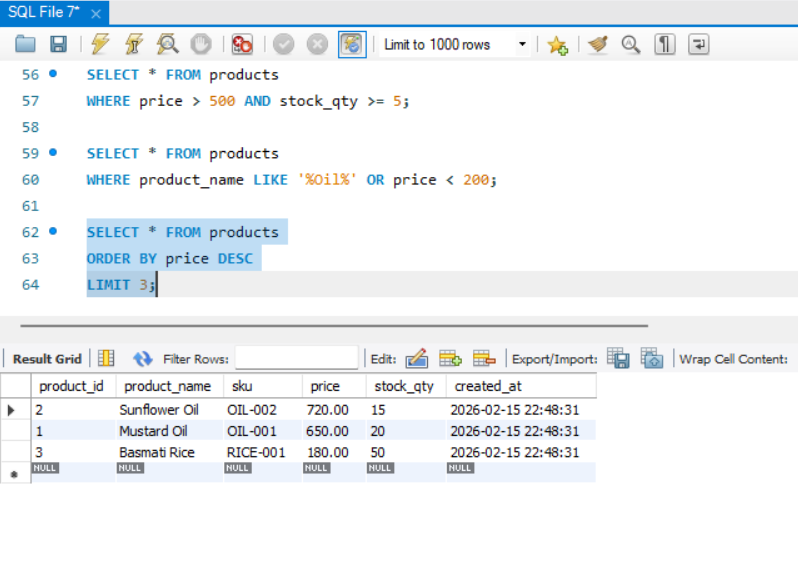 SQL File 7*
Limit to 1000 rows
56 SELECT * FROM products
57 WHERE price > 500 AND stock_qty >= 5;
58
59 SELECT * FROM products
60 WHERE product_name LIKE '%Oil%' OR price < 200;
61
62 SELECT * FROM products
63 ORDER BY price DESC
64 LIMIT 3;
Result Grid Filter Rows: Edit: Export/Import: Wrap Cell Content:
product_id product_name sku price stock_qty created_at
2 Sunflower Oil OIL-002 720.00 15 2026-02-15 22:48:31
1 Mustard Oil OIL-001 650.00 20 2026-02-15 22:48:31
3 Basmati Rice RICE-001 180.00 50 2026-02-15 22:48:31
NULL NULL NULL NULL NULL NULL